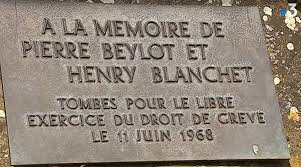 A LA MEMOIRE DE
PIERRE BEYLOT ET
HENRY BLANCHET
TOMBES POUR LE LIBRE
EXERCICE DU DROIT DE GREVE
LE 11 JUIN 1968
3